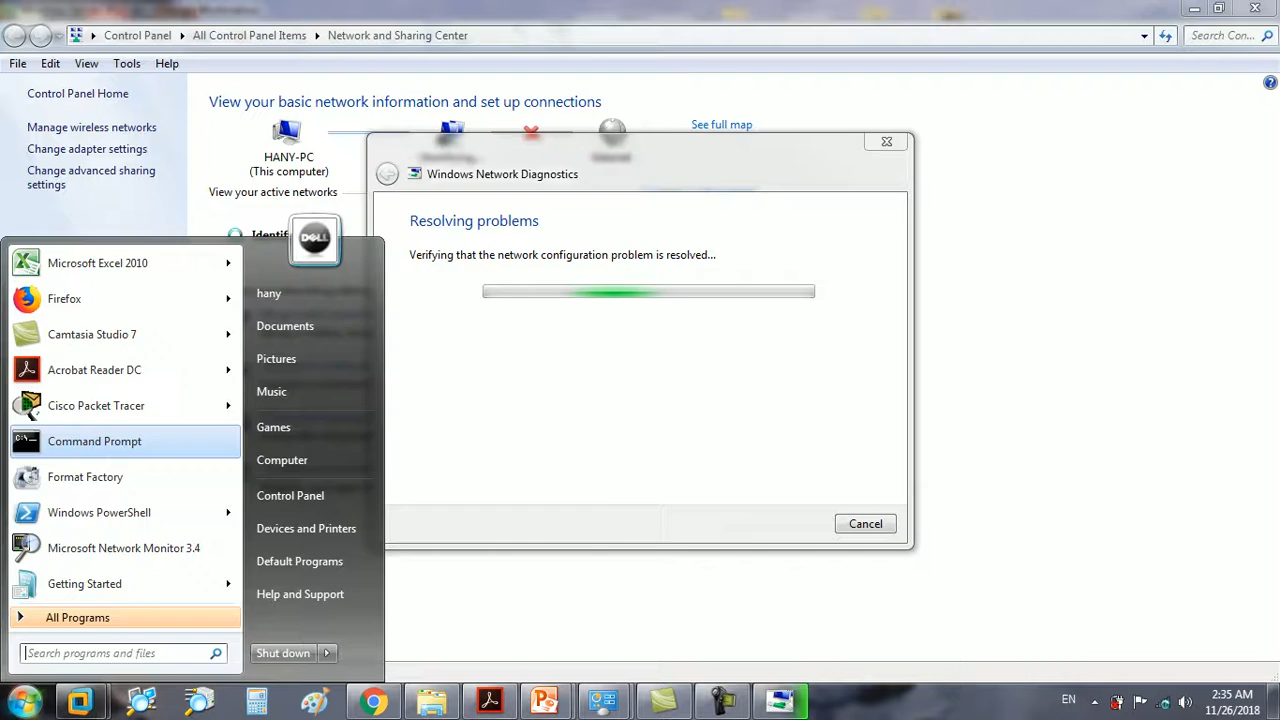 Control Panel
All Control Panel Items
Network and Sharing Center
Search Con...
File
Edit
View
Tools
Help
Control Panel Home
Manage wireless networks
Change adapter settings
Change advanced sharing
settings
View your basic network information and set up connections
See full map
HANY-PC
(This computer)
Internet
View your active networks
Windows Network Diagnostics
Resolving problems
Verifying that the network configuration problem is resolved...
Cancel
DELL
Microsoft Excel 2010
Firefox
Camtasia Studio 7
Acrobat Reader DC
Cisco Packet Tracer
Command Prompt
Format Factory
Windows PowerShell
Microsoft Network Monitor 3.4
Getting Started
All Programs
Search programs and files
hany
Documents
Pictures
Music
Games
Computer
Control Panel
Devices and Printers
Default Programs
Help and Support
Shut down
EN
2:35 AM
11/26/2018